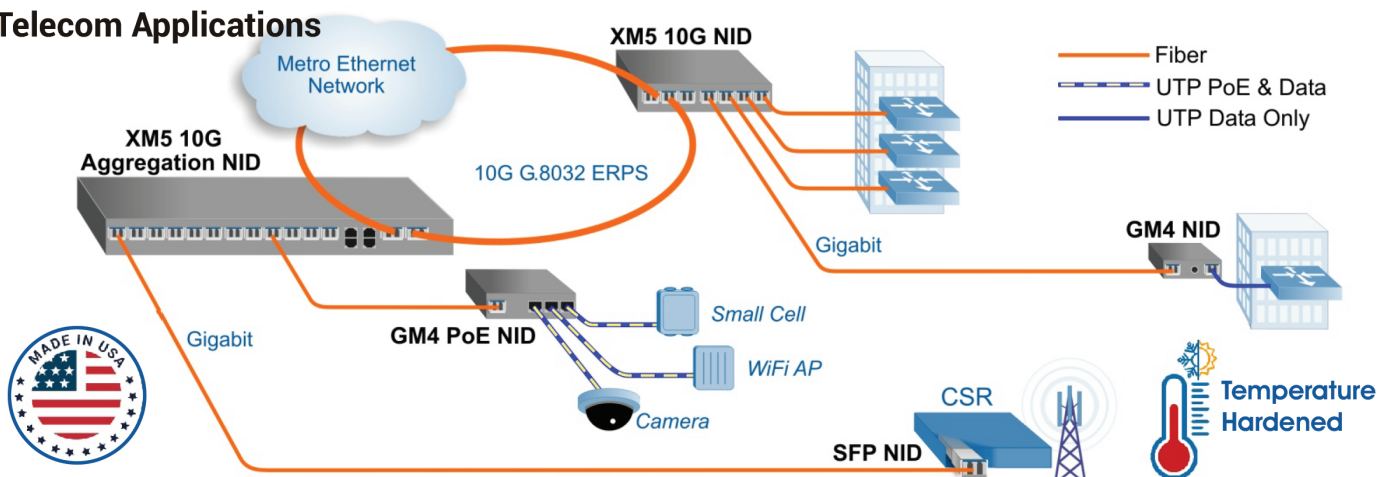 Telecom Applications
Metro Ethernet
Network
XM5 10G NID
Fiber
UTP PoE & Data
UTP Data Only
XM5 10G
Aggregation NID
10G G.8032 ERPS
Gigabit
GM4 NID
Small Cell
GM4 PoE NID
Gigabit
WiFi AP
Camera
MADE IN USA
CSR
SFP NID
Temperature
Hardened